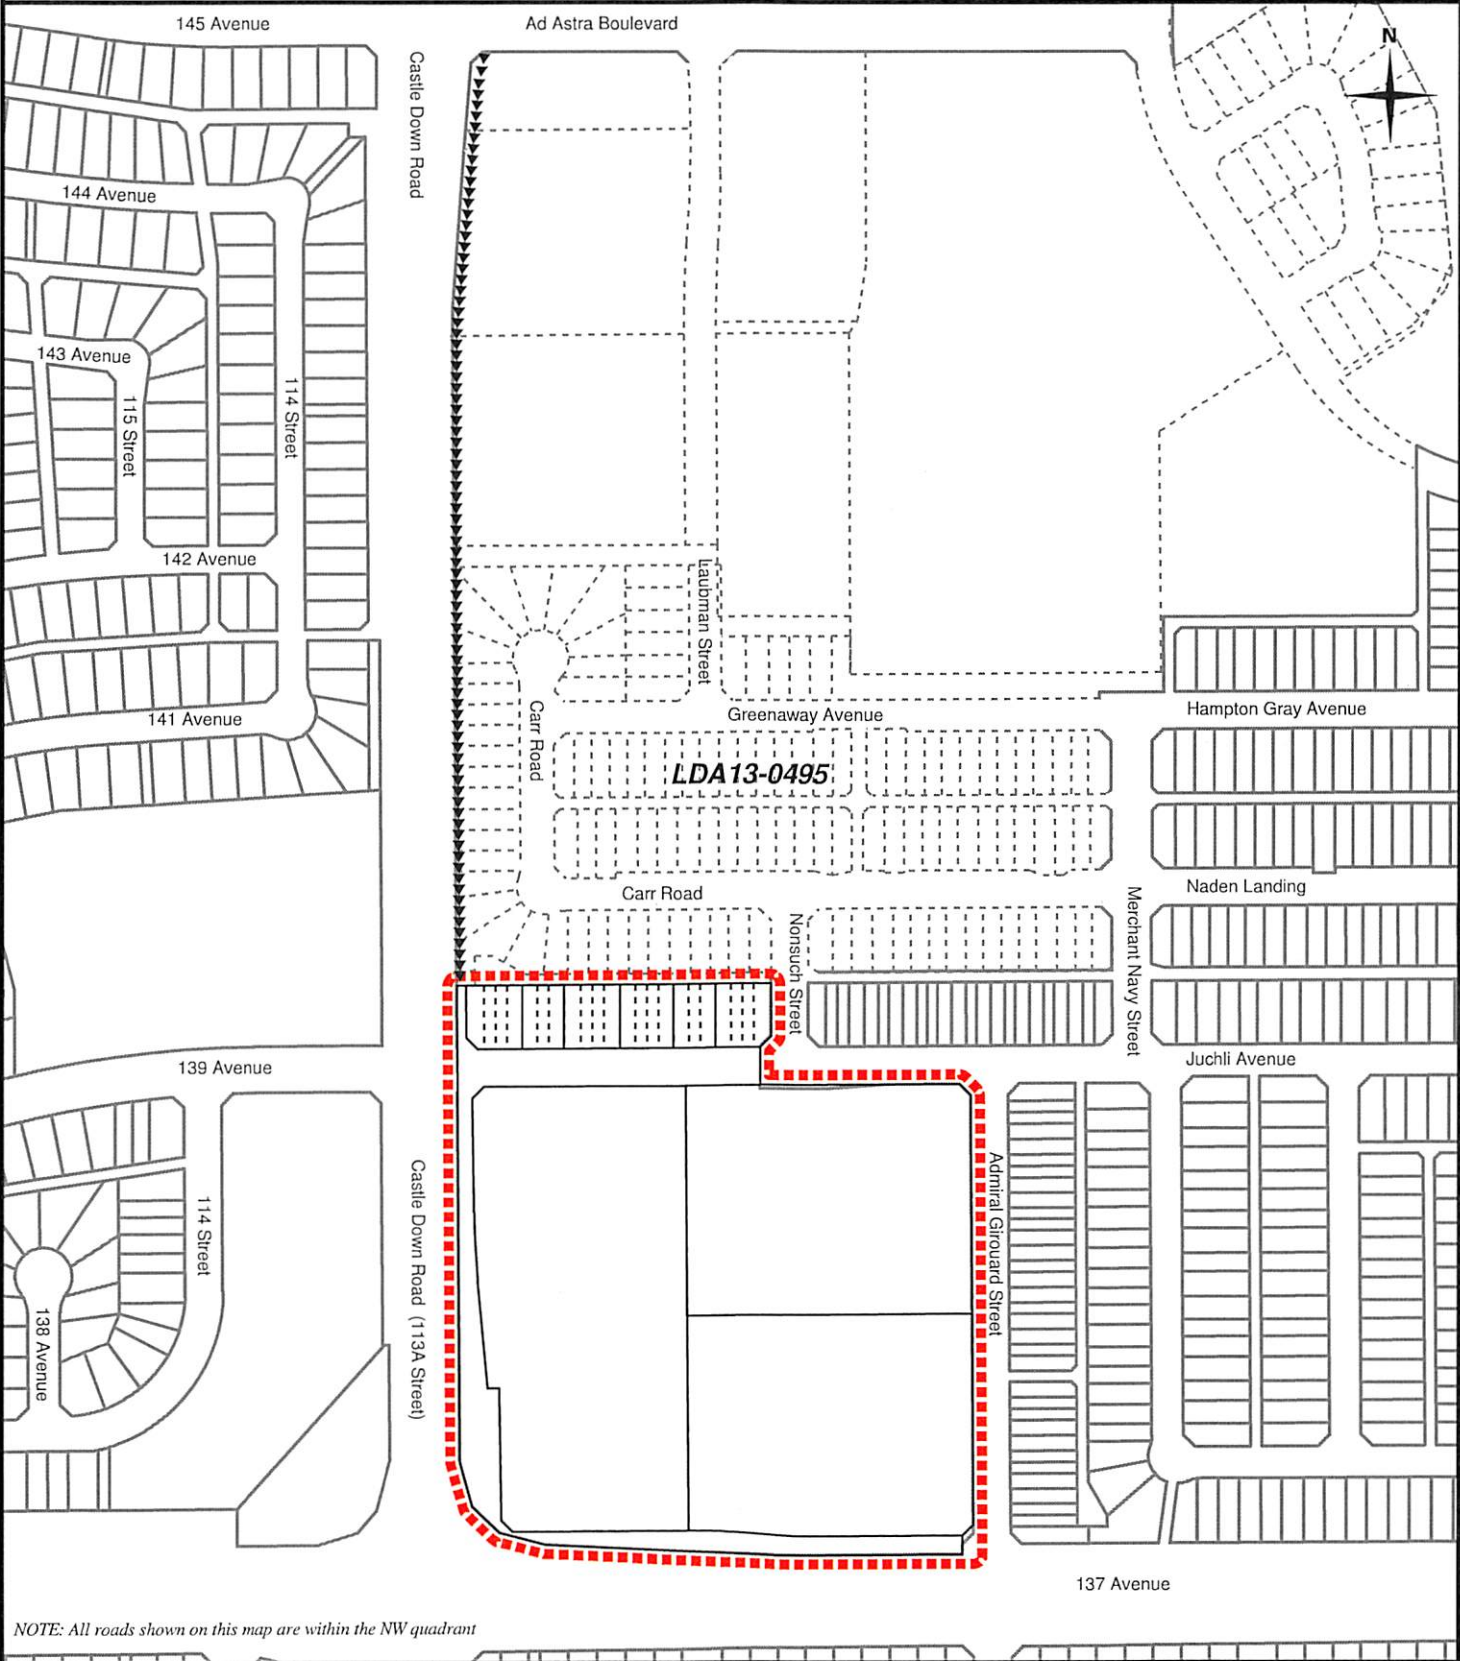 145 Avenue
Ad Astra Boulevard
N
Castle Down Road
144 Avenue
143 Avenue
115 Street
114 Street
142 Avenue
Laubman Street
141 Avenue
Carr Road
Greenaway Avenue
Hampton Gray Avenue
LDA13-0495
Carr Road
Naden Landing
Nonsuch Street
Merchant Navy Street
139 Avenue
Juchli Avenue
114 Street
Castle Down Road (113A Street)
Admiral Girouard Street
138 Avenue
137 Avenue
NOTE: All roads shown on this map are within the NW quadrant